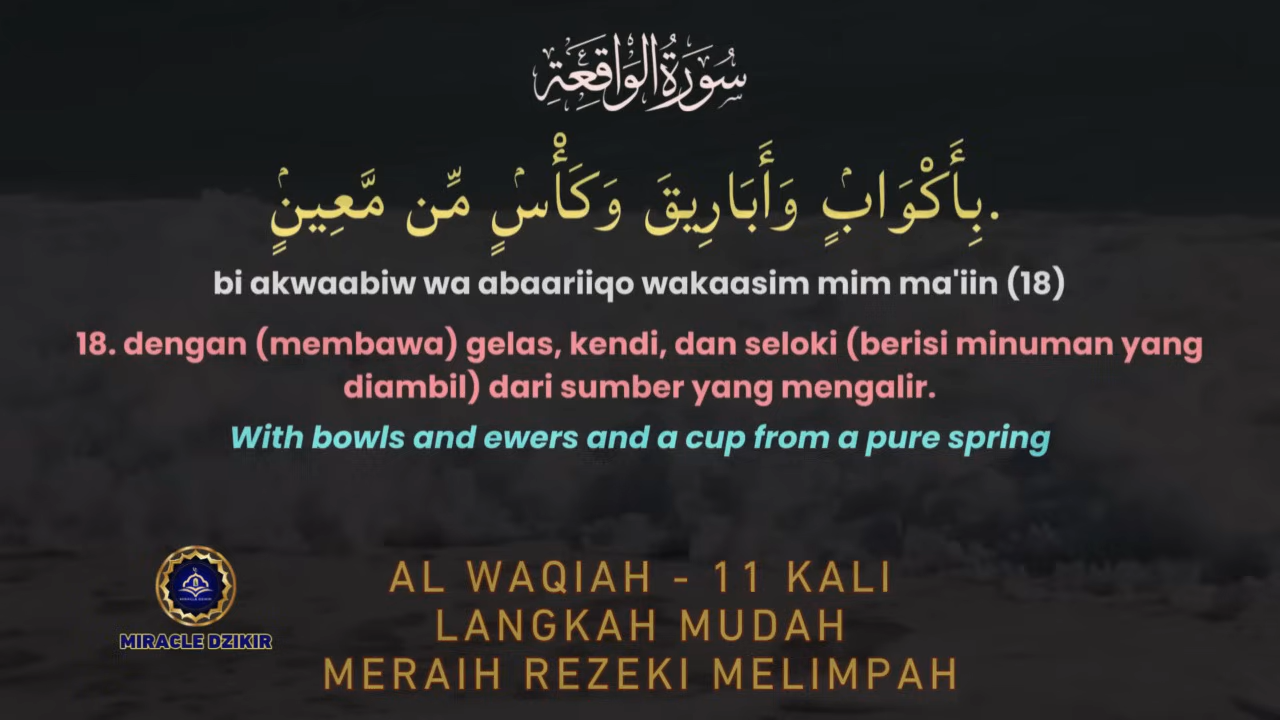 سُورَةُ الْوَاقِعَةِ
بِأَكْوَابٍۢ وَأَبَارِيقَ وَكَأْسٍۢ مِّن مَّعِينٍۢ.
bi akwaabiw wa abaariiqo wakaasim mim ma'iin (18)
18. dengan (membawa) gelas, kendi, dan seloki (berisi minuman yang
diambil) dari sumber yang mengalir.
With bowls and ewers and a cup from a pure spring
AL WAQIAH - 11 KALI
LANGKAH MUDAH
MERAIH REZEKI MELIMPAH
MIRACLE DZIKIR